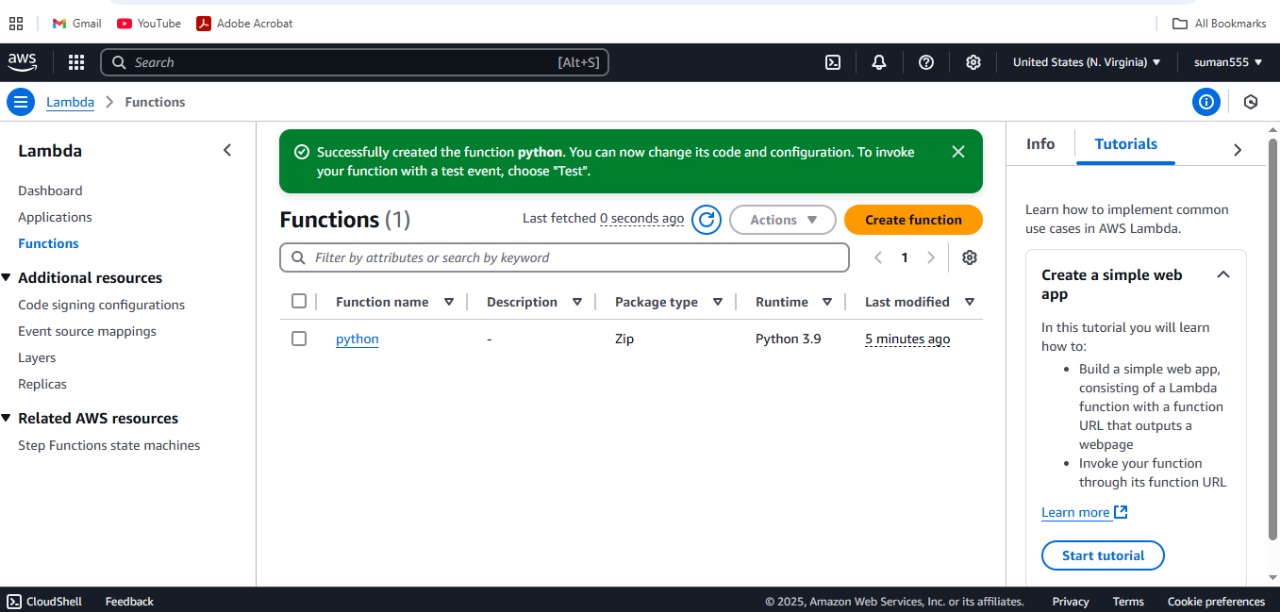 Gmail
YouTube
Adobe Acrobat
All Bookmarks
aws
Search
[Alt+S]
United States (N. Virginia) ▼
suman555 ▼
Lambda > Functions
Lambda
Dashboard
Applications
Functions
Additional resources
Code signing configurations
Event source mappings
Layers
Replicas
Related AWS resources
Step Functions state machines
Successfully created the function python. You can now change its code and configuration. To invoke
your function with a test event, choose "Test".
Functions (1)
Last fetched 0 seconds ago
Actions ▼
Create function
Filter by attributes or search by keyword
1
Function name
Description
Package type
Runtime
Last modified
python
-
Zip
Python 3.9
5 minutes ago
Info
Tutorials
Learn how to implement common
use cases in AWS Lambda.
Create a simple web
app
In this tutorial you will learn
how to:
• Build a simple web app,
consisting of a Lambda
function with a function
URL that outputs a
webpage
• Invoke your function
through its function URL
Learn more
Start tutorial
CloudShell
Feedback
© 2025, Amazon Web Services, Inc. or its affiliates.
Privacy
Terms
Cookie preferences